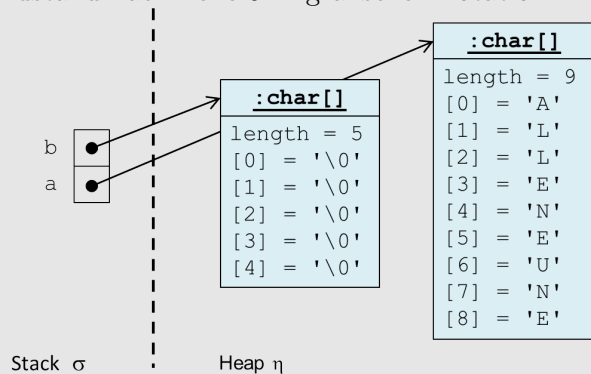 b
a
:char[]
length = 5
[0] = '\0'
[1] = '\0'
[2] = '\0'
[3] = '\0'
[4] = '\0'
:char[]
length = 9
[0] = 'A'
[1] = 'L'
[2] = 'L'
[3] = 'E'
[4] = 'N'
[5] = 'E'
[6] = 'U'
[7] = 'N'
[8] = 'E'
Stack σ
Heap η